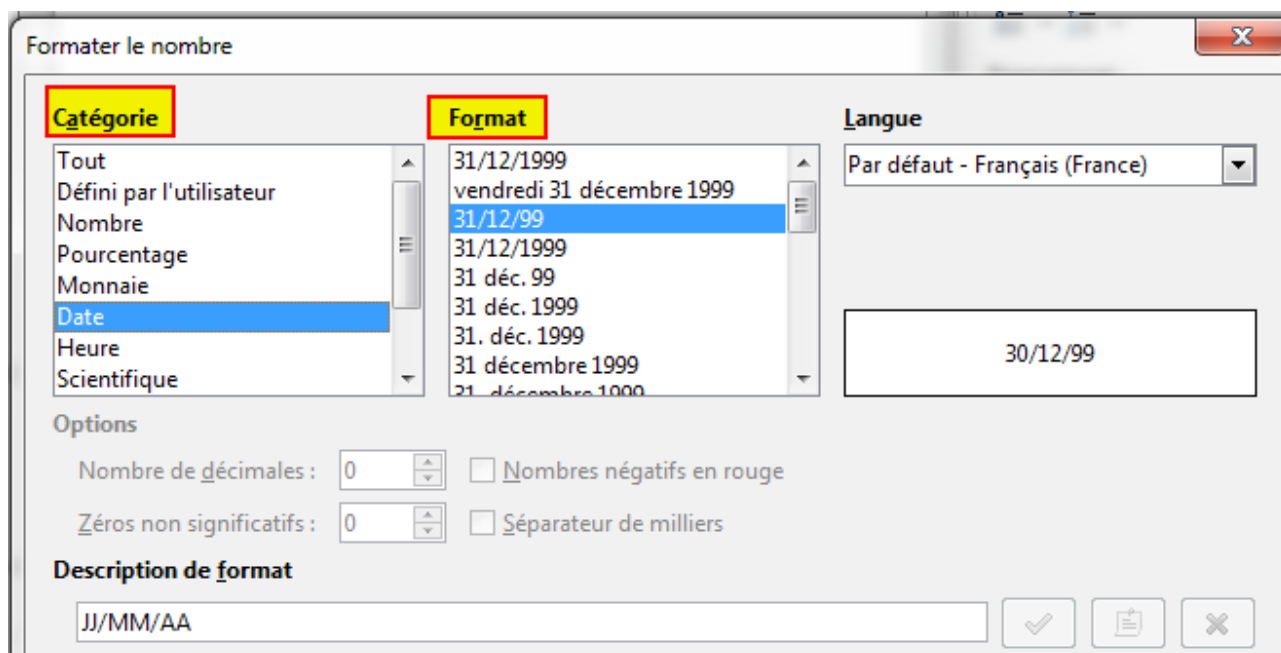 Formater le nombre
Catégorie
Tout
Défini par l'utilisateur
Nombre
Pourcentage
Monnaie
Date
Heure
Scientifique
Format
31/12/1999
vendredi 31 décembre 1999
31/12/99
31/12/1999
31 déc. 99
31 déc. 1999
31. déc. 1999
31 décembre 1999
31. décembre 1999
Langue
Par défaut - Français (France)
30/12/99
Options
Nombre de décimales : 0
Nombres négatifs en rouge
Zéros non significatifs : 0
Séparateur de milliers
Description de format
JJ/MM/AA